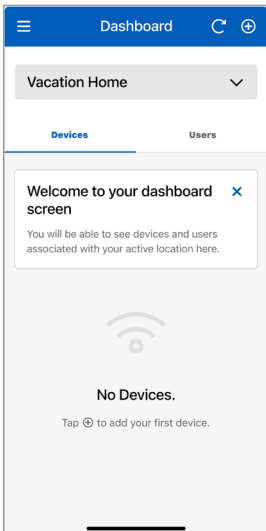 Dashboard
Vacation Home
Devices
Users
Welcome to your dashboard
screen
You will be able to see devices and users
associated with your active location here.
No Devices.
Tap ⊕ to add your first device.